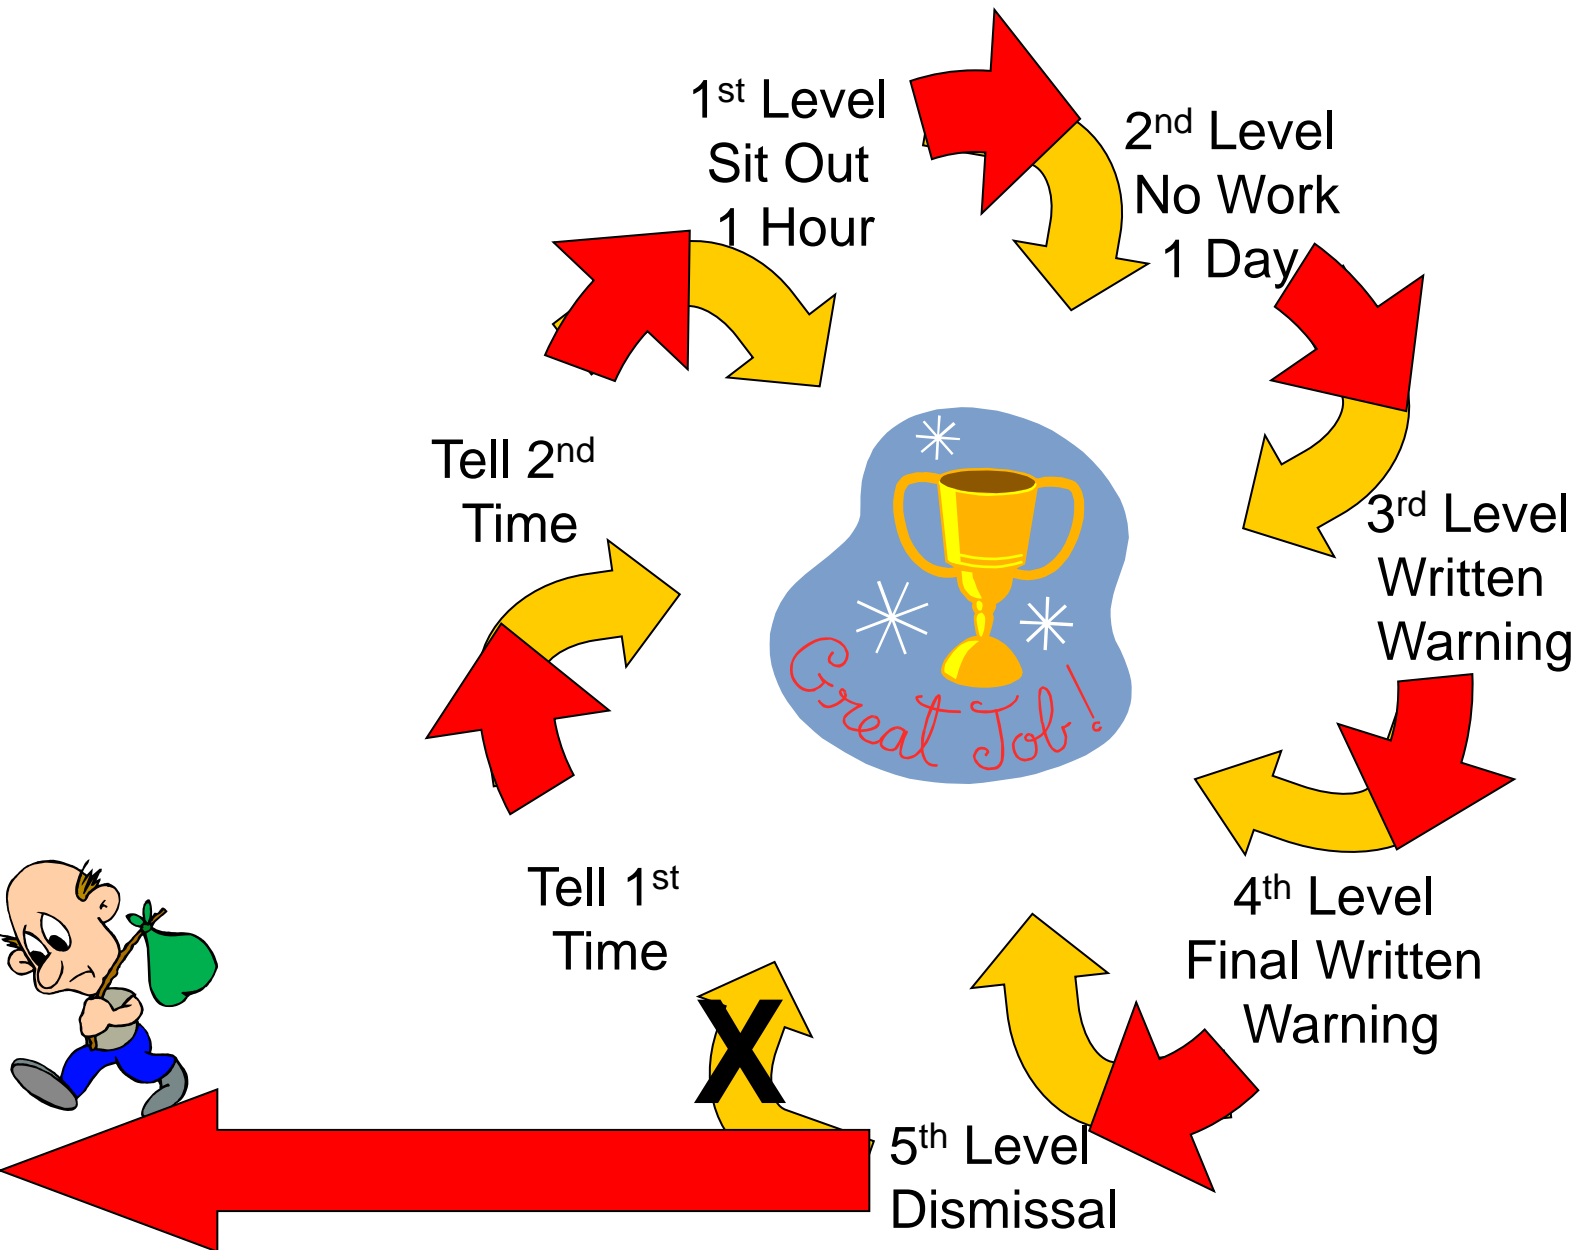 1st Level
Sit Out
1 Hour
2nd Level
No Work
1 Day
Tell 2nd
Time
3rd Level
Written
Warning
Great Job!
Tell 1st
Time
4th Level
Final Written
Warning
X
5th Level
Dismissal